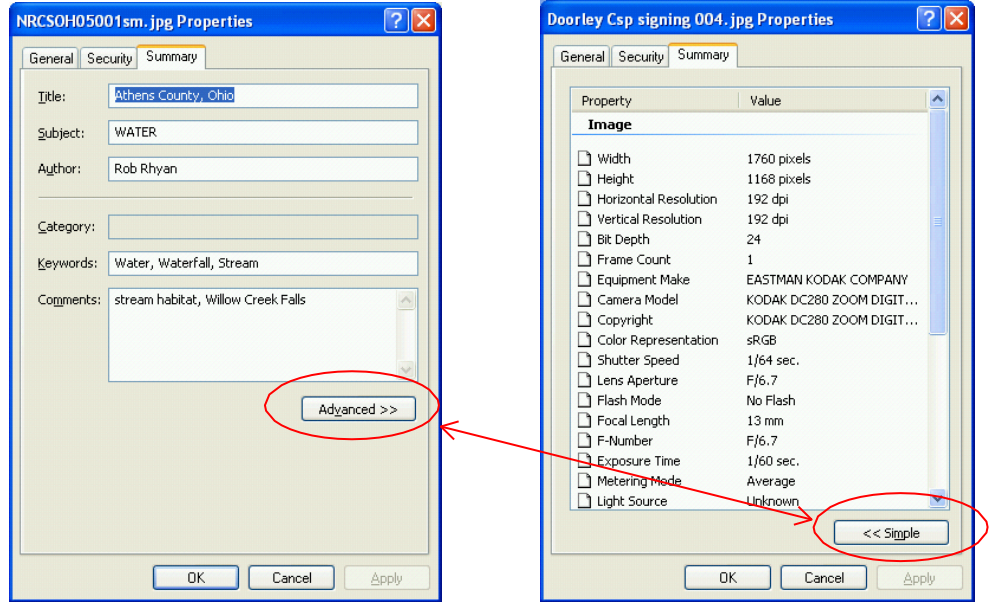 NRCSOH05001sm.jpg Properties
General Security Summary
Title: Athens County, Ohio
Subject: WATER
Author: Rob Rhyan
Category:
Keywords: Water, Waterfall, Stream
Comments: stream habitat, Willow Creek Falls
Advanced >>
OK Cancel Apply
Doorley Csp signing 004.jpg Properties
General Security Summary
Property Value
Image
Width 1760 pixels
Height 1168 pixels
Horizontal Resolution 192 dpi
Vertical Resolution 192 dpi
Bit Depth 24
Frame Count 1
Equipment Make EASTMAN KODAK COMPANY
Camera Model KODAK DC280 ZOOM DIGIT...
Copyright KODAK DC280 ZOOM DIGIT...
Color Representation sRGB
Shutter Speed 1/64 sec.
Lens Aperture F/6.7
Flash Mode No Flash
Focal Length 13 mm
F-Number F/6.7
Exposure Time 1/60 sec.
Metering Mode Average
Light Source Unknown
<< Simple
OK Cancel Apply